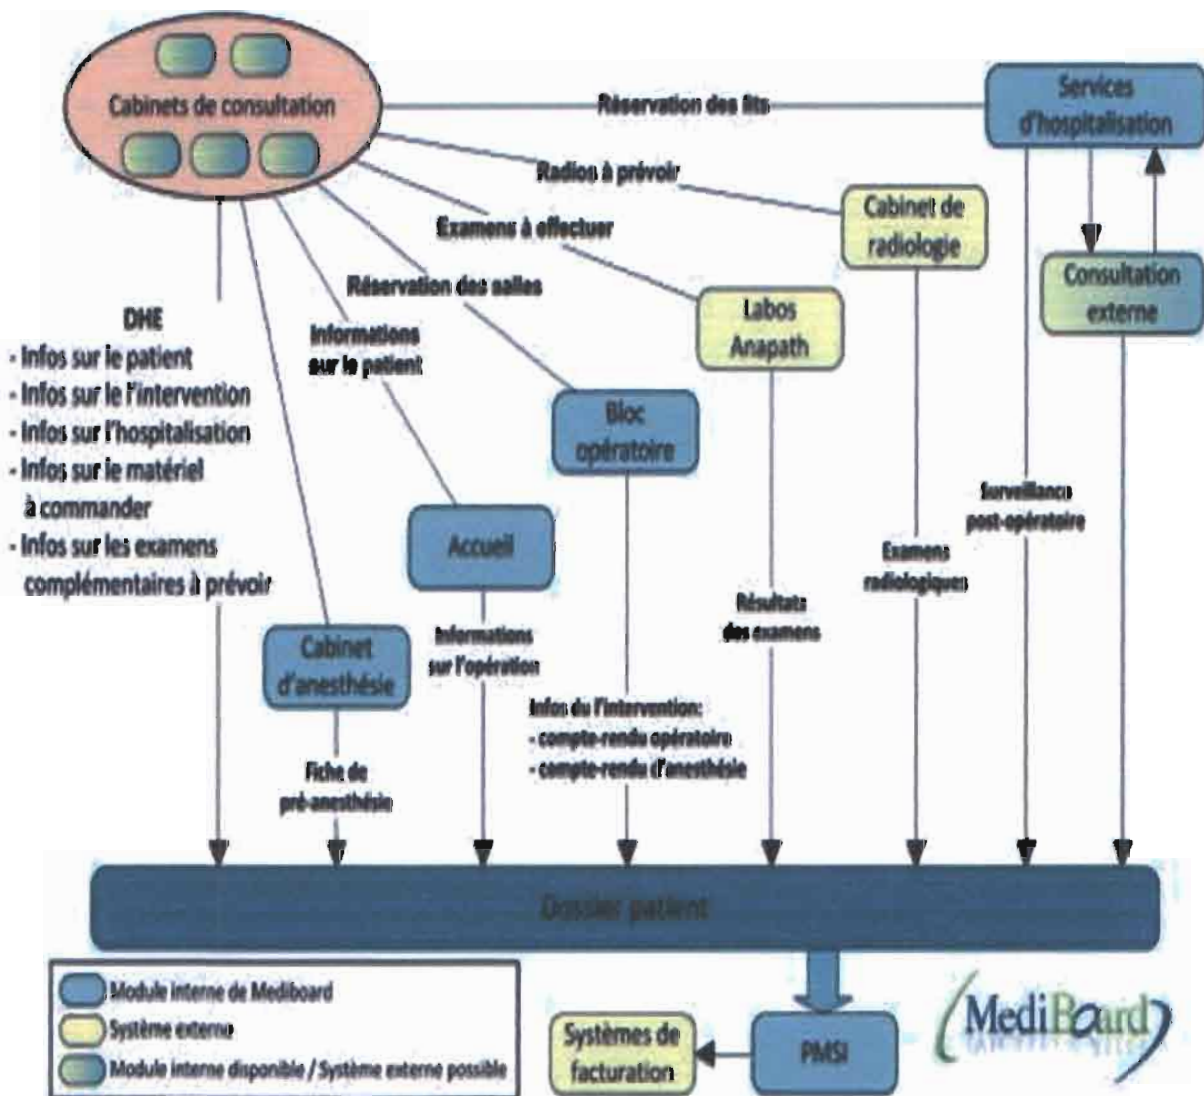 Cabinets de consultation
Réservation des lits
Services
d'hospitalisation
Radios à prévoir
Cabinet de
radiologie
Examens à effectuer
Consultation
externe
Réservation des salles
Labos
Anapath
DHE
- Infos sur le patient
- Infos sur le l'intervention
- Infos sur l'hospitalisation
- Infos sur le matériel
à commander
- Infos sur les examens
complémentaires à prévoir
Informations
sur le patient
Bloc
opératoire
Surveillance
post-opératoire
Accueil
Examens
radiologiques
Résultats
des examens
Informations
sur l'opération
Cabinet
d'anesthésie
Infos du l'intervention:
- compte-rendu opératoire
- compte-rendu d'anesthésie
Fiche de
pré-anesthésie
Dossier patient
Module interne de Mediboard
Système externe
Module interne disponible / Système externe possible
Systèmes de
facturation
PMSI
MediBoard